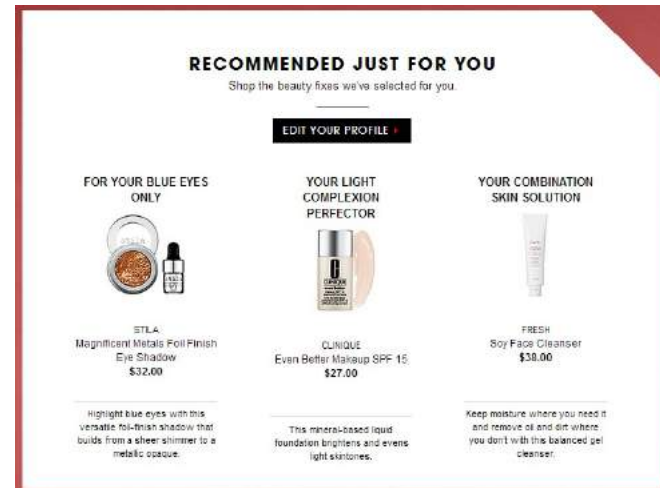 RECOMMENDED JUST FOR YOU
Shop the beauty fixes we've selected for you.
EDIT YOUR PROFILE
FOR YOUR BLUE EYES
ONLY
STILA
Magnificent Metals Foil Finish
Eye Shadow
$32.00
Highlight blue eyes with this
versatile foil-finish shadow that
builds from a sheer shimmer to a
metallic opaque.
YOUR LIGHT
COMPLEXION
PERFECTOR
CLINIQUE
CLINIQUE
Even Better Makeup SPF 15
$27.00
This mineral-based liquid
foundation brightens and evens
light skintones.
YOUR COMBINATION
SKIN SOLUTION
FRESH
Soy Face Cleanser
$38.00
Keep moisture where you need it
and remove oil and dirt where
you don't with this balanced gel
cleanser.